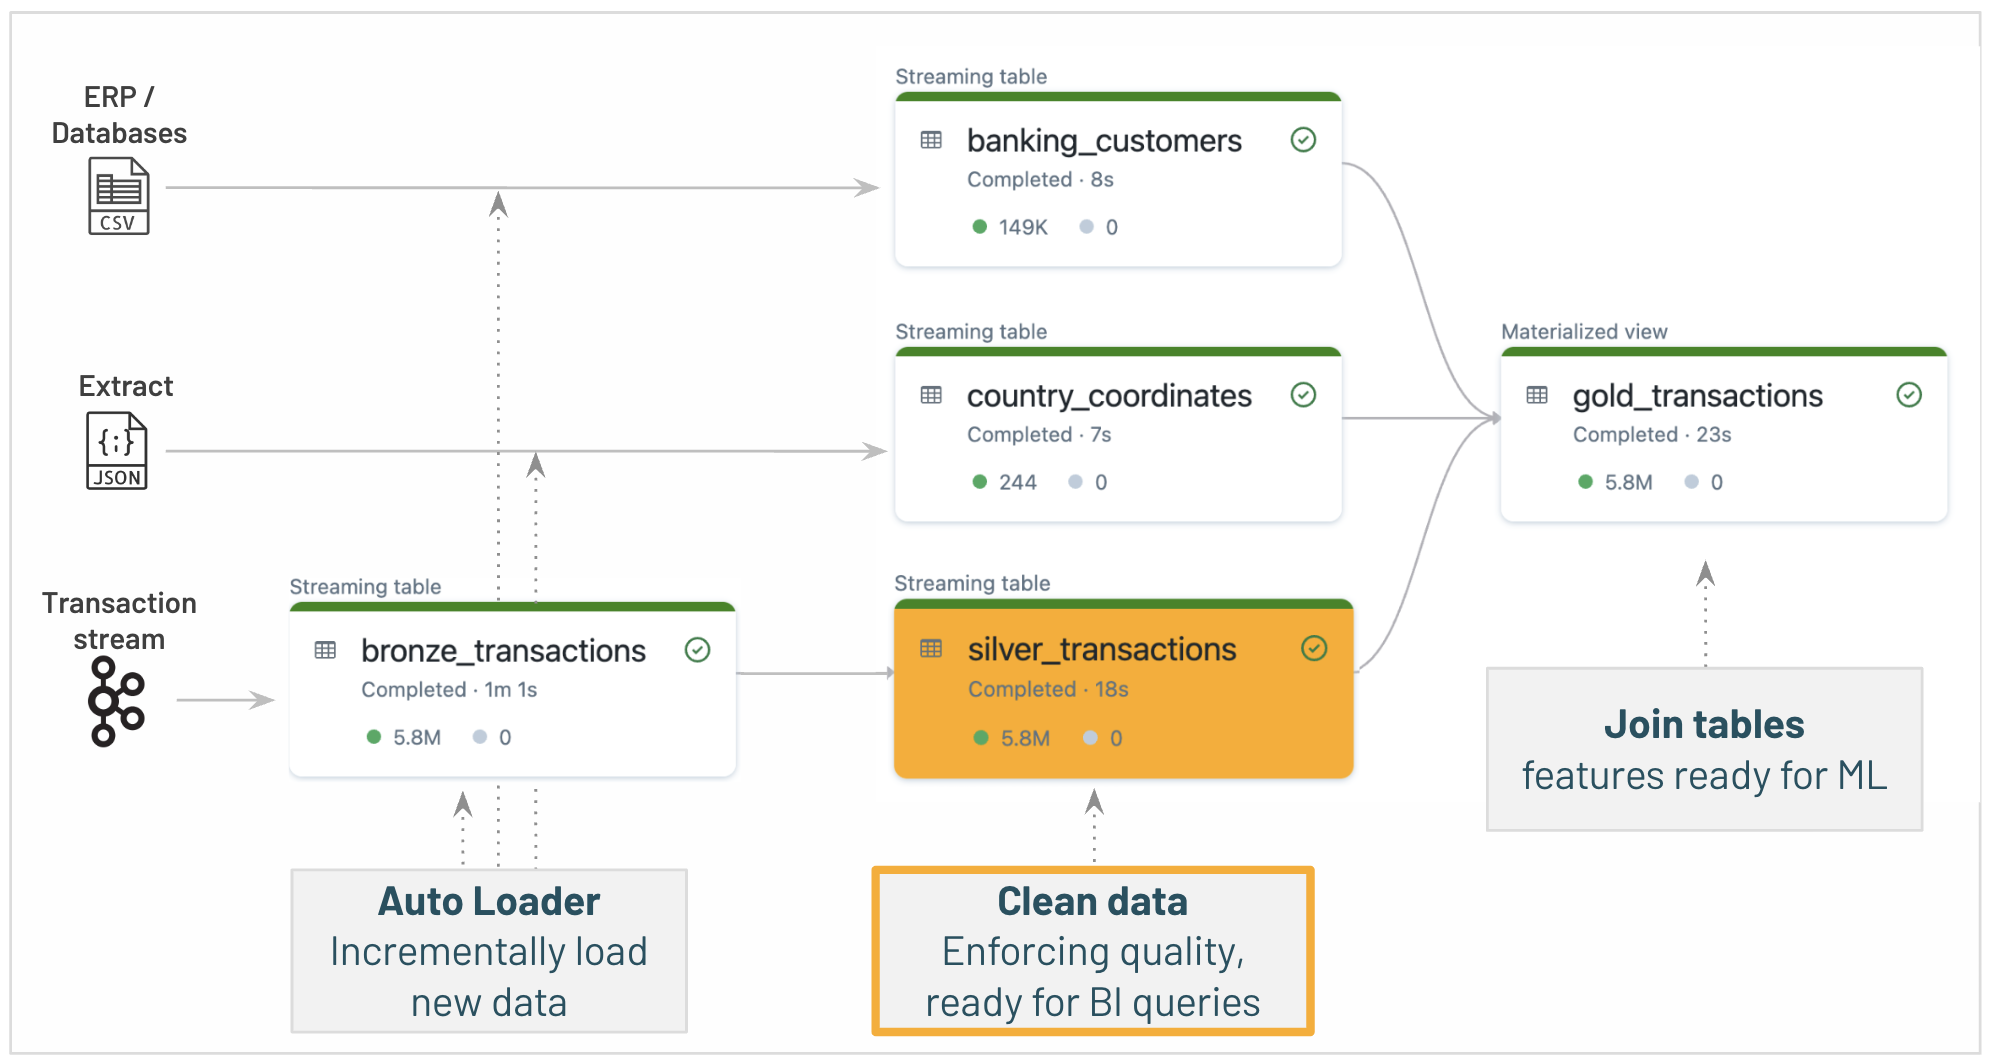 ERP /
Databases
CSV
Streaming table
banking_customers
Completed · 8s
149K 0
Extract
{;}
JSON
Streaming table
country_coordinates
Completed · 7s
244 0
Materialized view
gold_transactions
Completed · 23s
5.8M 0
Transaction
stream
Streaming table
bronze_transactions
Completed · 1m 1s
5.8M 0
Streaming table
silver_transactions
Completed · 18s
5.8M 0
Join tables
features ready for ML
Auto Loader
Incrementally load
new data
Clean data
Enforcing quality,
ready for BI queries